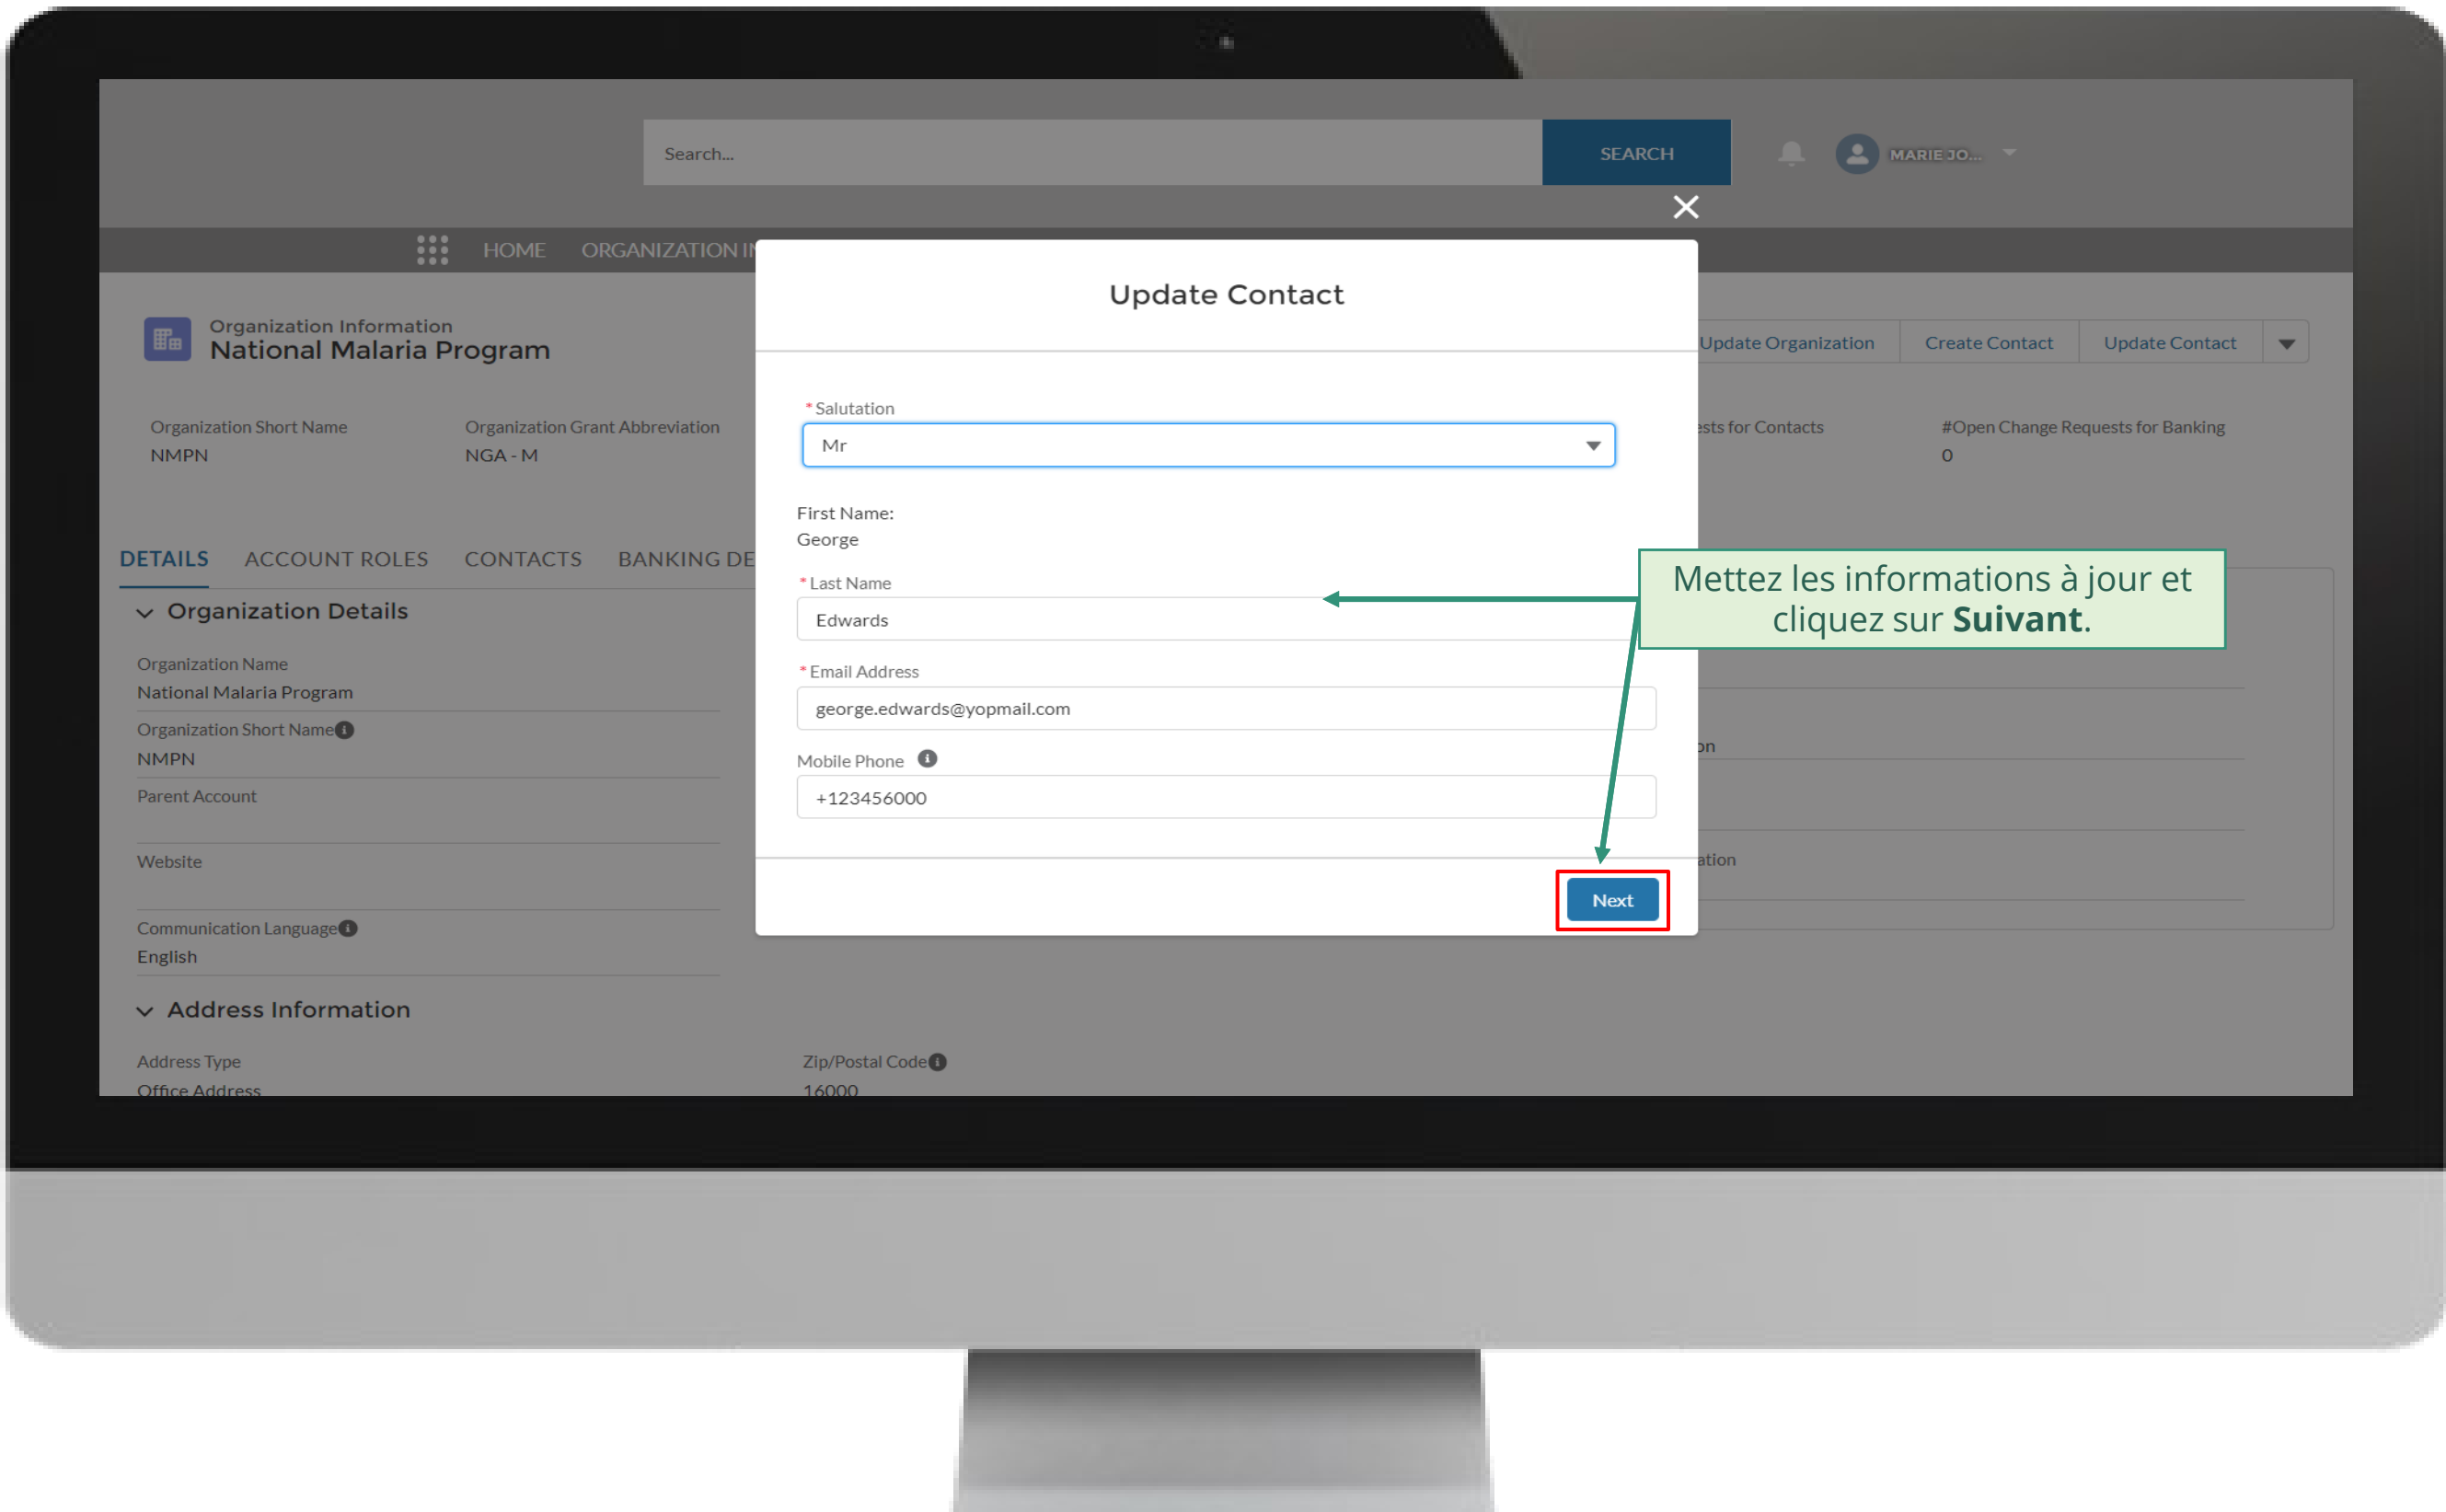 Search...
SEARCH
MARIE JO...
HOME
ORGANIZATION
Update Contact
Organization Information
National Malaria Program
Update Organization
Create Contact
Update Contact
Organization Short Name
NMPN
Organization Grant Abbreviation
NGA - M
for Contacts
#Open Change Requests for Banking
0
DETAILS
ACCOUNT ROLES
CONTACTS
BANKING
*Salutation
Mr
First Name:
George
*Last Name
Edwards
*Email Address
george.edwards@yopmail.com
Mobile Phone
+123456000
Next
Mettez les informations à jour et
cliquez sur Suivant.
Organization Details
Organization Name
National Malaria Program
Organization Short Name
NMPN
Parent Account
Website
Communication Language
English
Address Information
Address Type
Office Address
Zip/Postal Code
16000